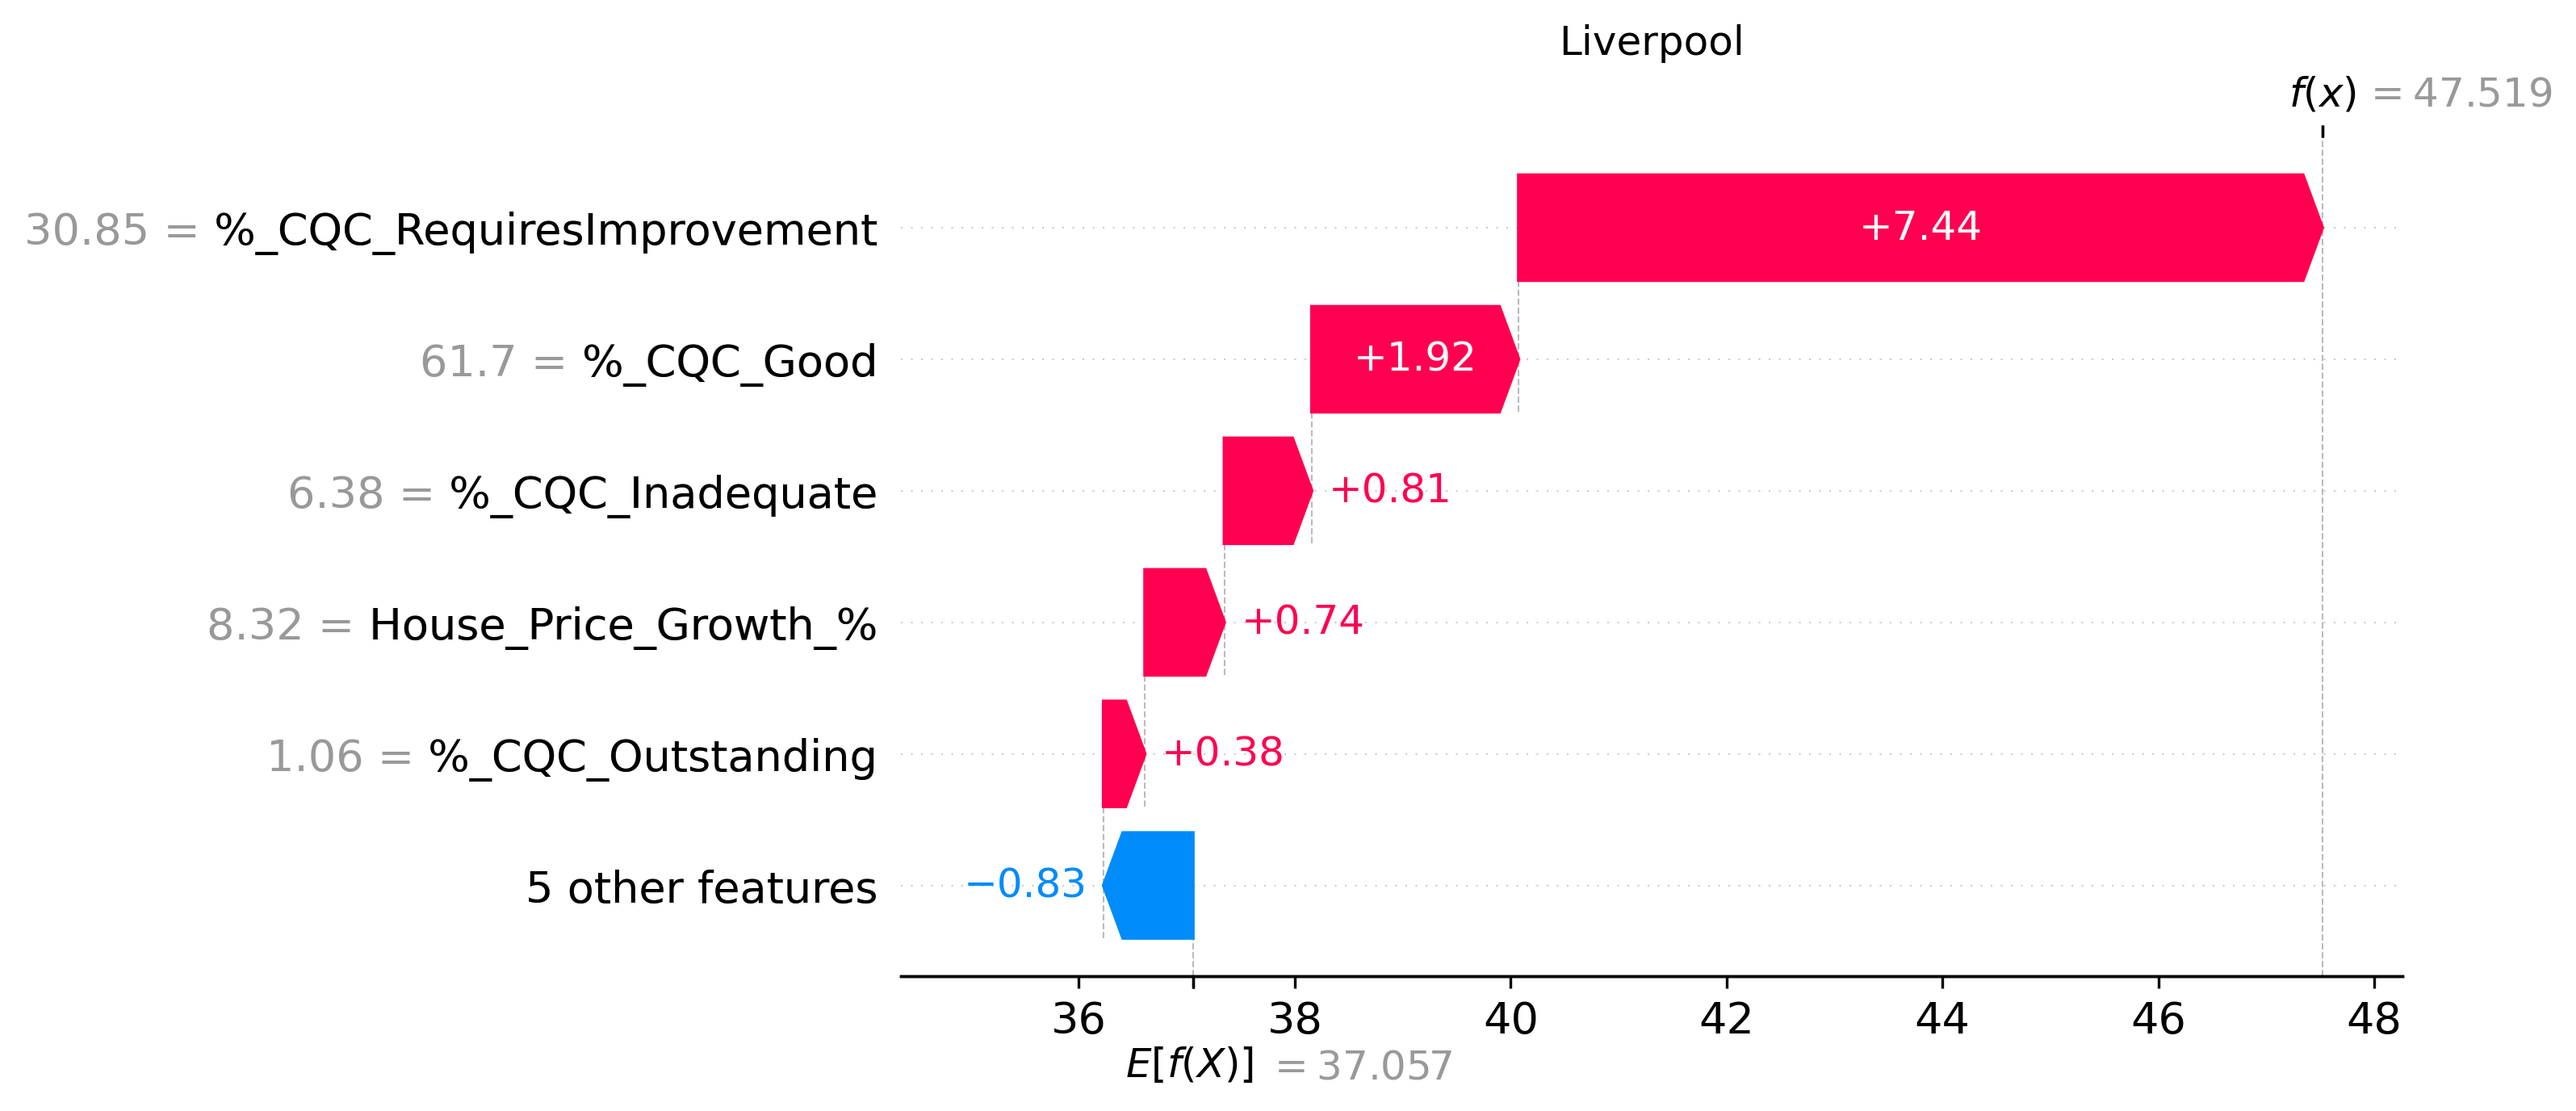 Liverpool
f(x) = 47.519
30.85 = %_CQC_RequiresImprovement
+7.44
61.7 = %_CQC_Good
+1.92
6.38 = %_CQC_Inadequate
+0.81
8.32 = House_Price_Growth_%
+0.74
1.06 = %_CQC_Outstanding
+0.38
5 other features
−0.83
36 38 40 42 44 46 48
E[f(X)] = 37.057